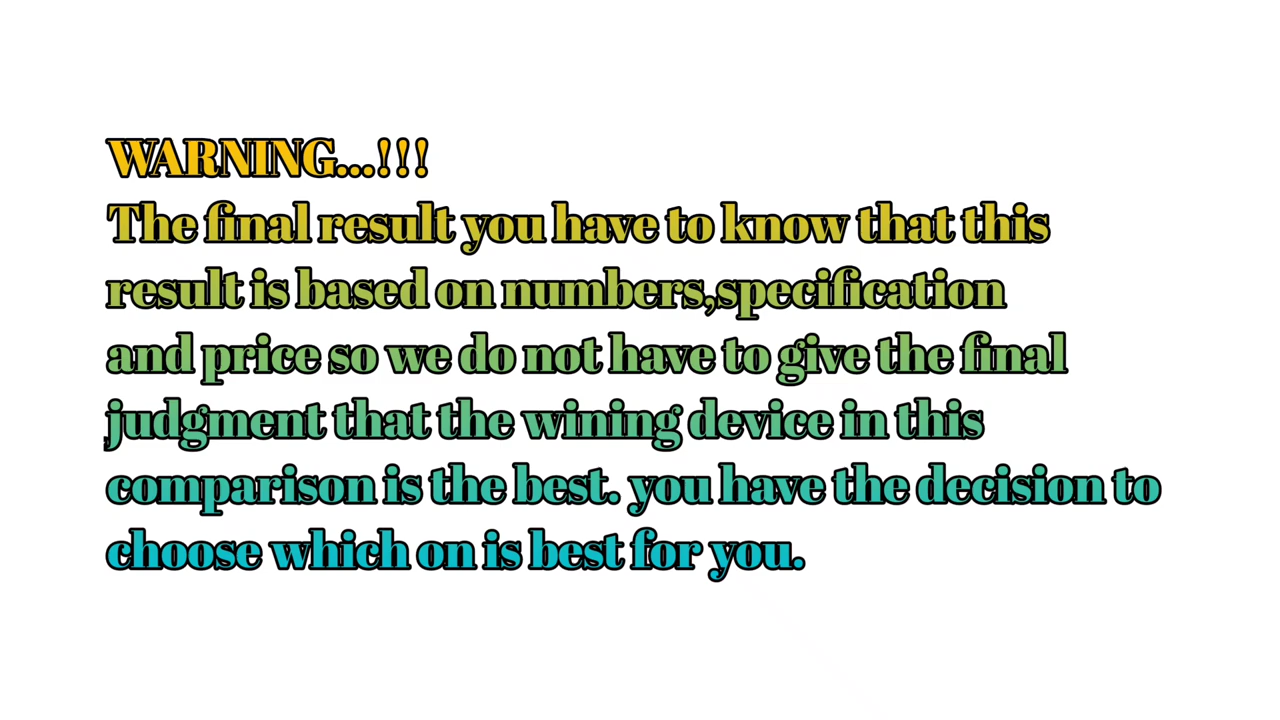 WARNING...!!!
The final result you have to know that this
result is based on numbers,specification
and price so we do not have to give the final
judgment that the wining device in this
comparison is the best. you have the decision to
choose which on is best for you.